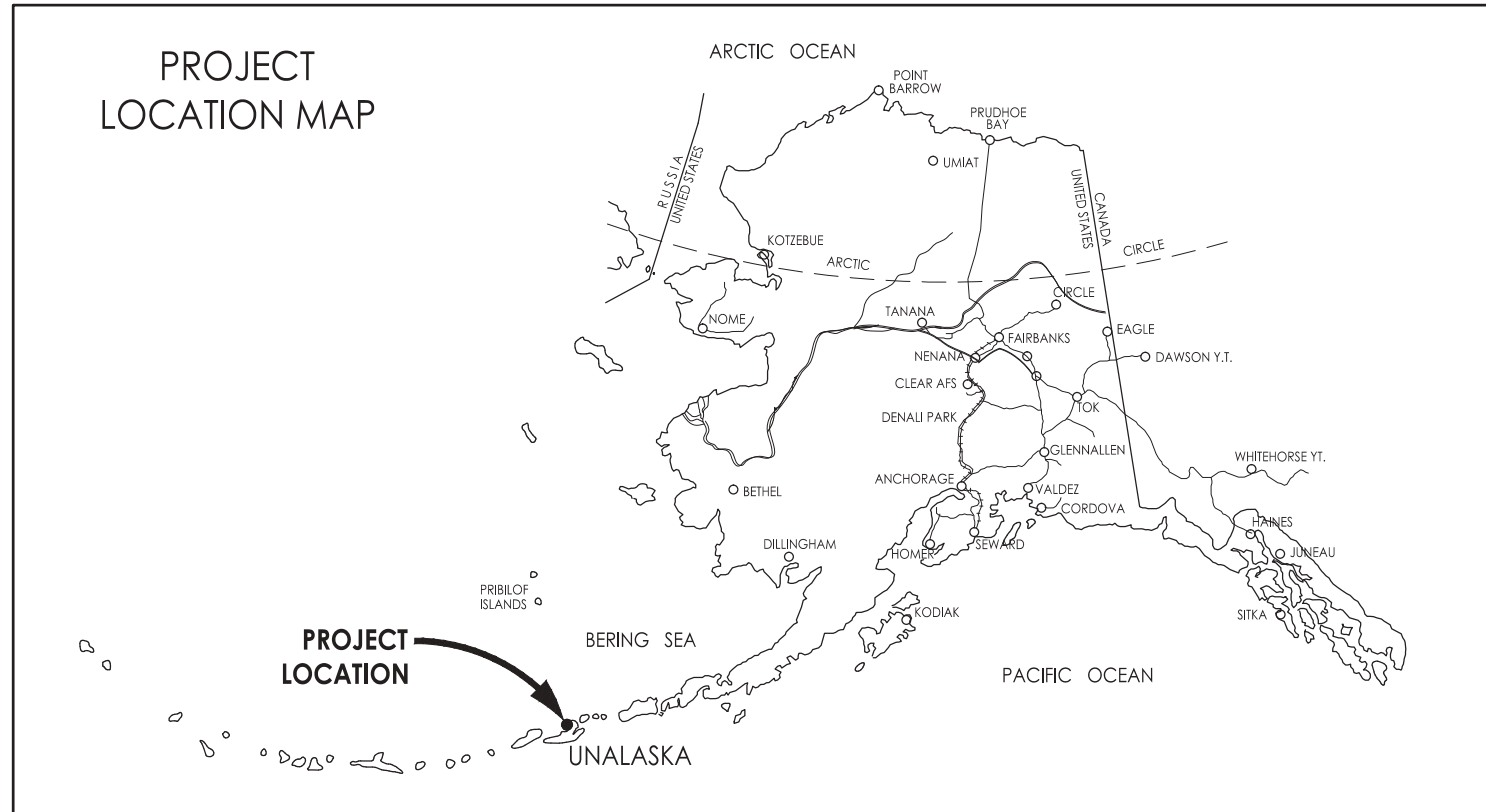 PROJECT
LOCATION MAP
ARCTIC OCEAN
POINT
BARROW
PRUDHOE
BAY
UMIAT
RUSSIA
UNITED STATES
CANADA
UNITED STATES
KOTZEBUE
ARCTIC
CIRCLE
CIRCLE
TANANA
NOME
FAIRBANKS
EAGLE
NENANA
DAWSON Y.T.
CLEAR AFS
TOK
DENALI PARK
GLENNALLEN
WHITEHORSE YT.
ANCHORAGE
VALDEZ
BETHEL
CORDOVA
HAINES
DILLINGHAM
HOMER
SEWARD
JUNEAU
PRIBILOF
ISLANDS
KODIAK
SITKA
PROJECT
LOCATION
BERING SEA
PACIFIC OCEAN
UNALASKA